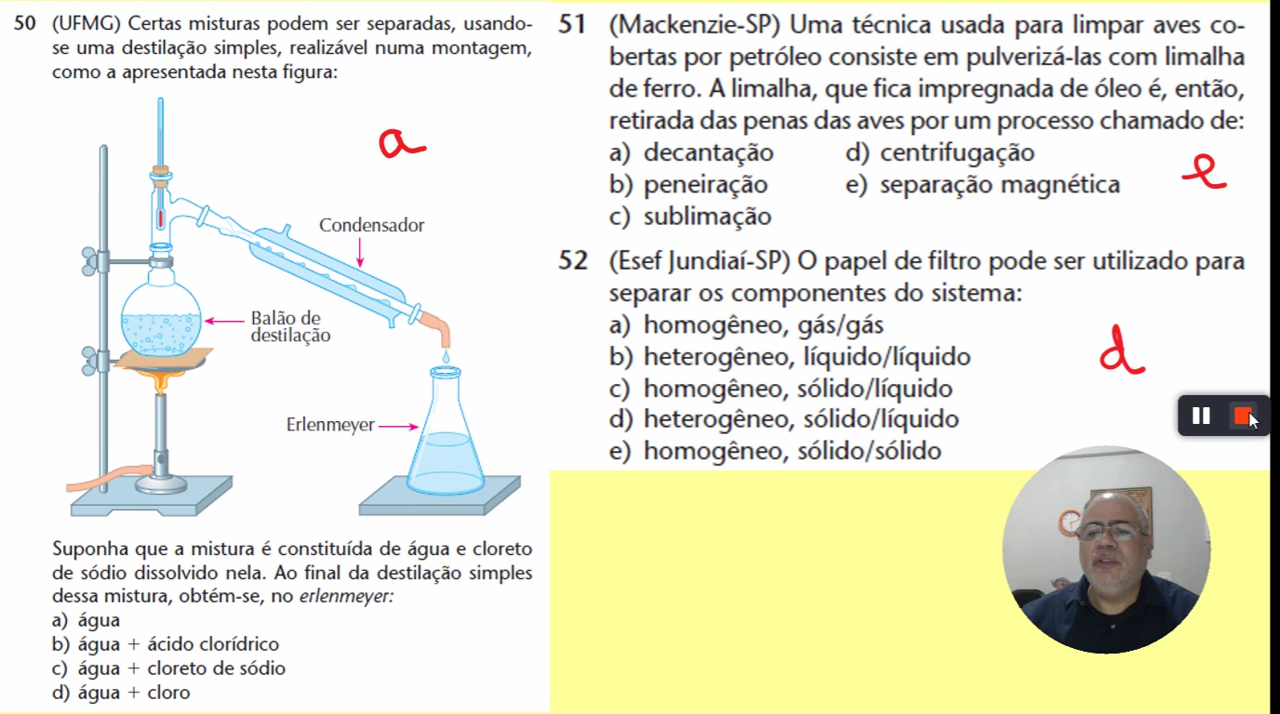 50 (UFMG) Certas misturas podem ser separadas, usando-
se uma destilação simples, realizável numa montagem,
como a apresentada nesta figura:
a
Condensador
Balão de
destilação
Erlenmeyer
Suponha que a mistura é constituída de água e cloreto
de sódio dissolvido nela. Ao final da destilação simples
dessa mistura, obtém-se, no erlenmeyer:
a) água
b) água + ácido clorídrico
c) água + cloreto de sódio
d) água + cloro
51 (Mackenzie-SP) Uma técnica usada para limpar aves co-
bertas por petróleo consiste em pulverizá-las com limalha
de ferro. A limalha, que fica impregnada de óleo é, então,
retirada das penas das aves por um processo chamado de:
a) decantação d) centrifugação
b) peneiração e) separação magnética
c) sublimação
e
52 (Esef Jundiaí-SP) O papel de filtro pode ser utilizado para
separar os componentes do sistema:
a) homogêneo, gás/gás
b) heterogêneo, líquido/líquido
c) homogêneo, sólido/líquido
d) heterogêneo, sólido/líquido
e) homogêneo, sólido/sólido
d